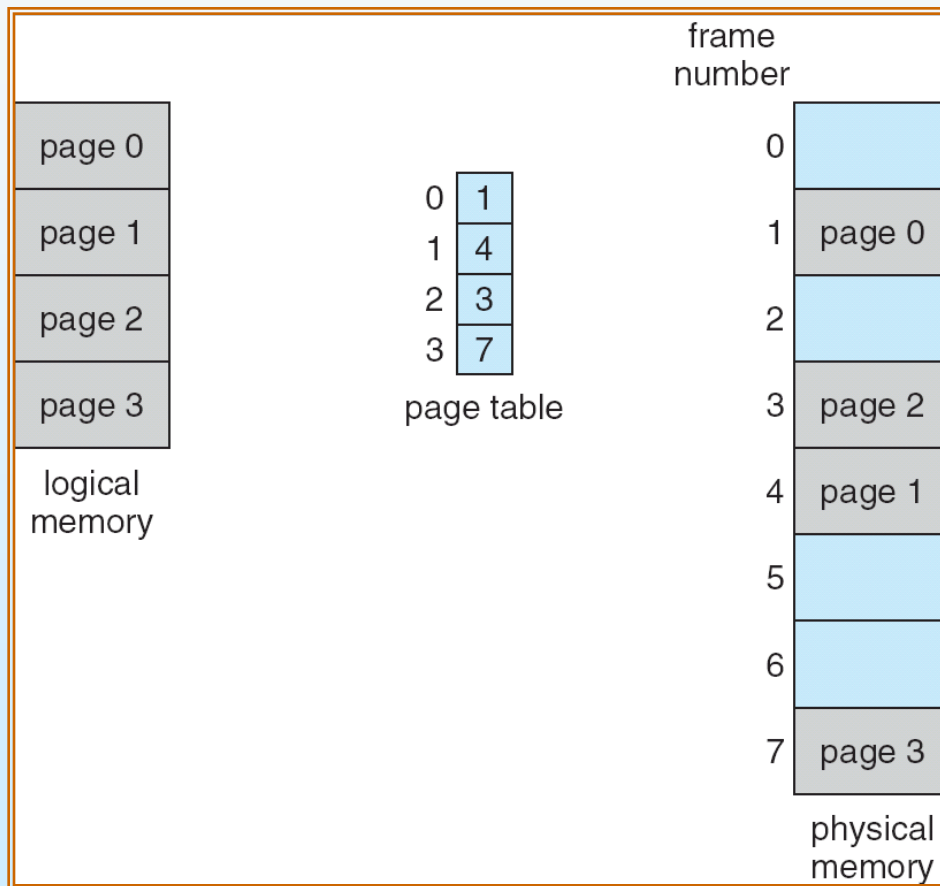 page 0
page 1
page 2
page 3
logical
memory
0 1
1 4
2 3
3 7
page table
frame
number
0
1 page 0
2
3 page 2
4 page 1
5
6
7 page 3
physical
memory